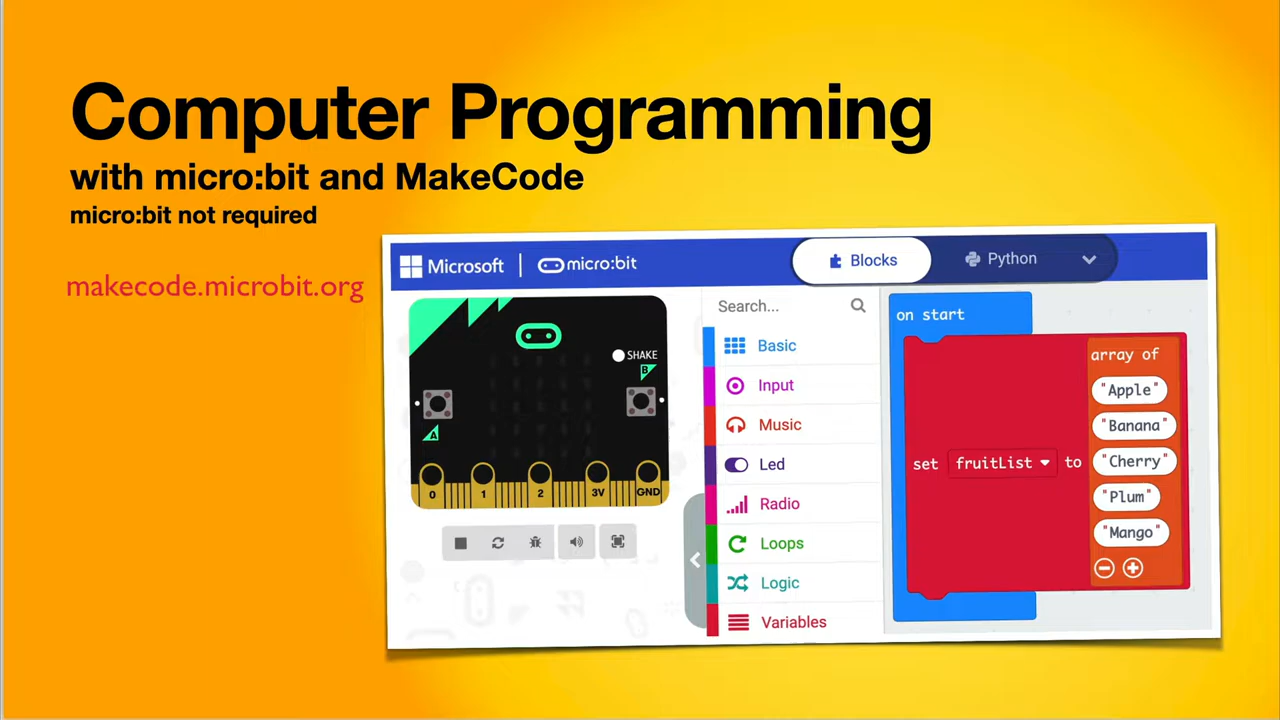 Computer Programming
with micro:bit and MakeCode
micro:bit not required
makecode.microbit.org
Microsoft | micro:bit
Blocks
Python
SHAKE
B
A
0 1 2 3V GND
Search...
Basic
Input
Music
Led
Radio
Loops
Logic
Variables
on start
set fruitList to
array of
"Apple"
"Banana"
"Cherry"
"Plum"
"Mango"